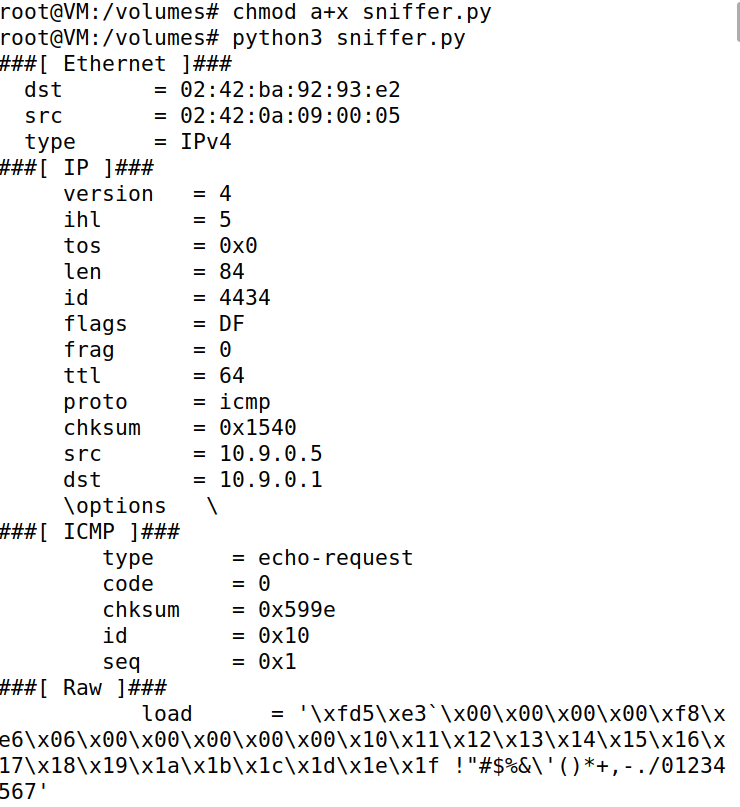 root@VM:/volumes# chmod a+x sniffer.py
root@VM:/volumes# python3 sniffer.py
###[ Ethernet ]###
  dst       = 02:42:ba:92:93:e2
  src       = 02:42:0a:09:00:05
  type      = IPv4
###[ IP ]###
     version   = 4
     ihl       = 5
     tos       = 0x0
     len       = 84
     id        = 4434
     flags     = DF
     frag      = 0
     ttl       = 64
     proto     = icmp
     chksum    = 0x1540
     src       = 10.9.0.5
     dst       = 10.9.0.1
     \options   \
###[ ICMP ]###
        type      = echo-request
        code      = 0
        chksum    = 0x599e
        id        = 0x10
        seq       = 0x1
###[ Raw ]###
           load      = '\xfd5\xe3`\x00\x00\x00\x00\xf8\x
e6\x06\x00\x00\x00\x00\x00\x10\x11\x12\x13\x14\x15\x16\x
17\x18\x19\x1a\x1b\x1c\x1d\x1e\x1f !"#$%&\'()*+,-./01234
567'